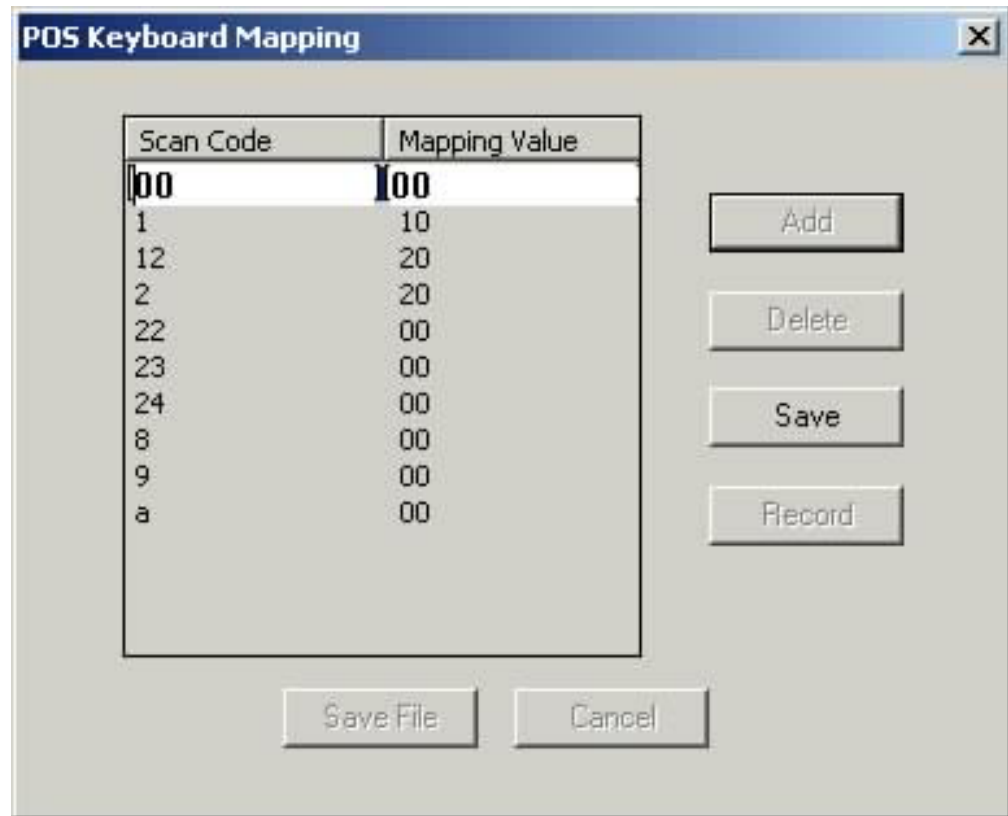 POS Keyboard Mapping
Scan Code Mapping Value
00 00
1 10
12 20
2 20
22 00
23 00
24 00
8 00
9 00
a 00
Add
Delete
Save
Record
Save File Cancel